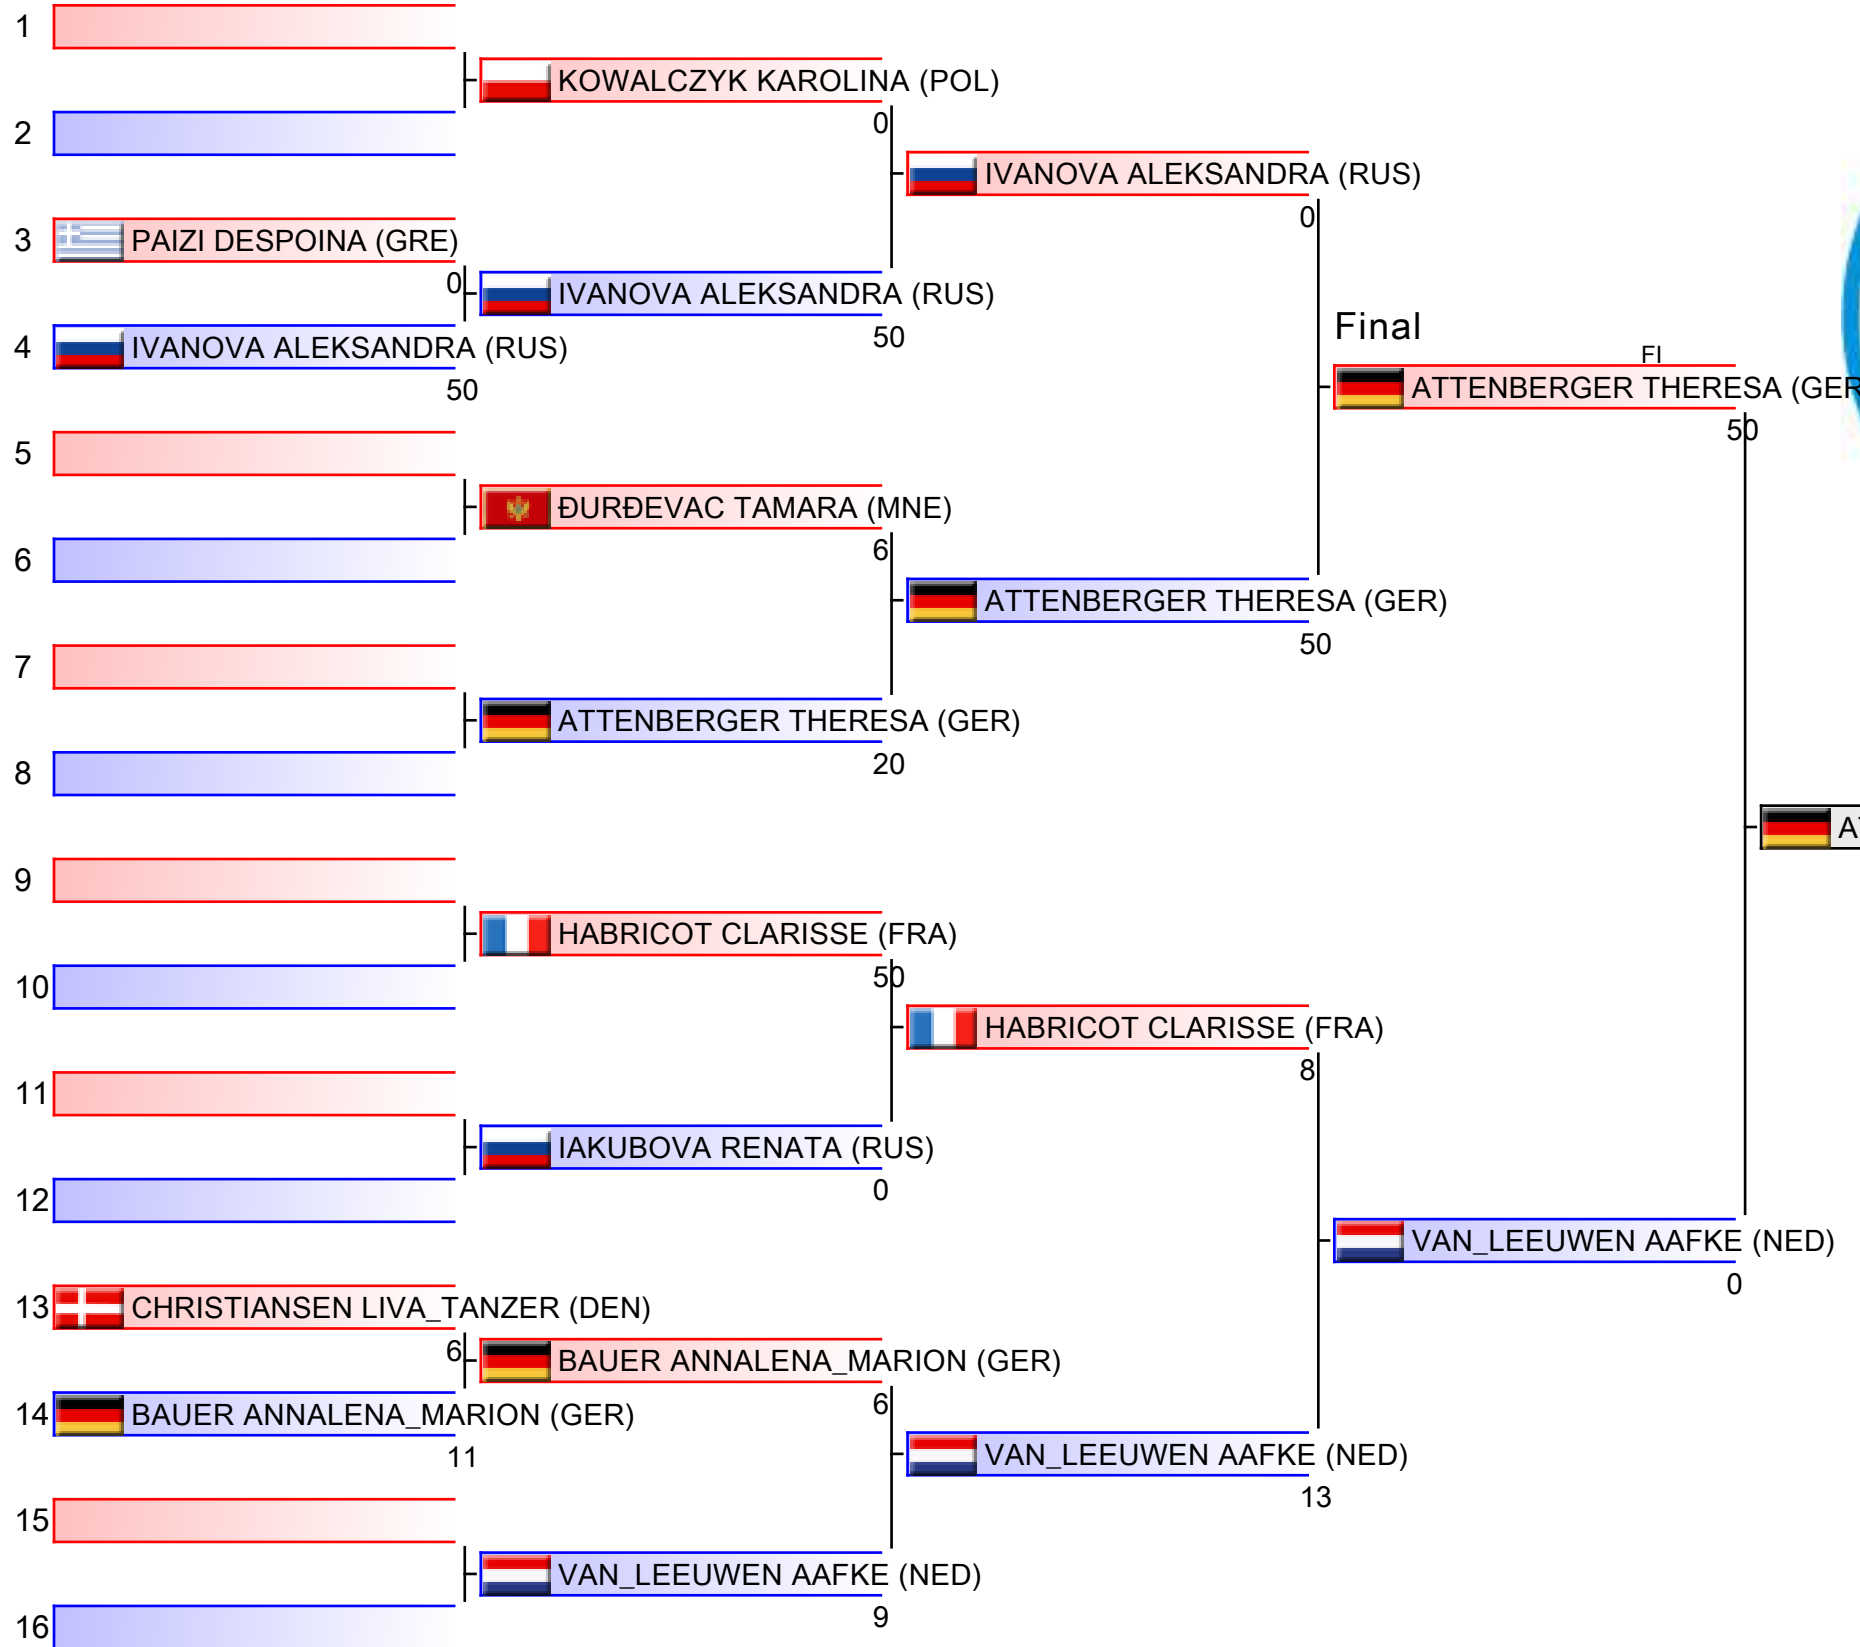 1
KOWALCZYK KAROLINA (POL)
0
2
IVANOVA ALEKSANDRA (RUS)
0
3
PAIZI DESPOINA (GRE)
0
IVANOVA ALEKSANDRA (RUS)
50
4
IVANOVA ALEKSANDRA (RUS)
50
Final
FI
ATTENBERGER THERESA (GER
50
5
ĐURĐEVAC TAMARA (MNE)
6
6
ATTENBERGER THERESA (GER)
50
7
ATTENBERGER THERESA (GER)
20
8
9
HABRICOT CLARISSE (FRA)
50
10
HABRICOT CLARISSE (FRA)
8
11
IAKUBOVA RENATA (RUS)
0
12
VAN_LEEUWEN AAFKE (NED)
0
13
CHRISTIANSEN LIVA_TANZER (DEN)
6
BAUER ANNALENA_MARION (GER)
6
14
BAUER ANNALENA_MARION (GER)
11
VAN_LEEUWEN AAFKE (NED)
13
15
VAN_LEEUWEN AAFKE (NED)
9
16